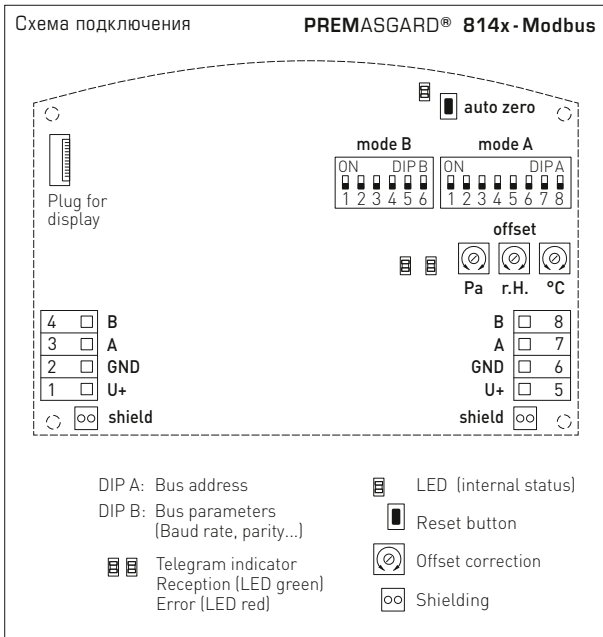 Схема подключения
PREMASGARD® 814x - Modbus
auto zero
mode B
mode A
ON DIP B
1 2 3 4 5 6
ON DIP A
1 2 3 4 5 6 7 8
Plug for
display
offset
Pa r.H. °C
4 B
3 A
2 GND
1 U+
shield
B 8
A 7
GND 6
U+ 5
shield
DIP A: Bus address
DIP B: Bus parameters
(Baud rate, parity...)
Telegram indicator
Reception (LED green)
Error (LED red)
LED (internal status)
Reset button
Offset correction
Shielding